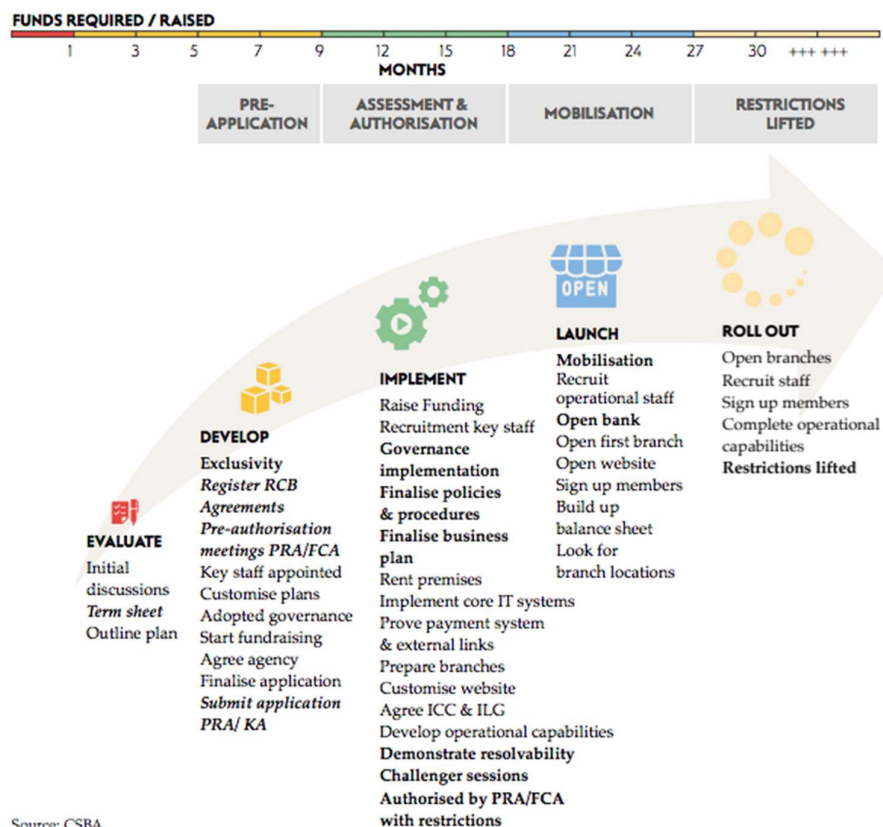 FUNDS REQUIRED / RAISED
1 3 5 7 9 12 15 18 21 24 27 30 +++ +++
MONTHS
PRE-
APPLICATION
ASSESSMENT &
AUTHORISATION
MOBILISATION
RESTRICTIONS
LIFTED
EVALUATE
Initial
discussions
Term sheet
Outline plan
DEVELOP
Exclusivity
Register RCB
Agreements
Pre-authorisation
meetings PRA/FCA
Key staff appointed
Customise plans
Adopted governance
Start fundraising
Agree agency
Finalise application
Submit application
PRA/ KA
IMPLEMENT
Raise Funding
Recruitment key staff
Governance
implementation
Finalise policies
& procedures
Finalise business
plan
Rent premises
Implement core IT systems
Prove payment system
& external links
Prepare branches
Customise website
Agree ICC & ILG
Develop operational capabilities
Demonstrate resolvability
Challenger sessions
Authorised by PRA/FCA
with restrictions
OPEN
LAUNCH
Mobilisation
Recruit
operational staff
Open bank
Open first branch
Open website
Sign up members
Build up
balance sheet
Look for
branch locations
ROLL OUT
Open branches
Recruit staff
Sign up members
Complete operational
capabilities
Restrictions lifted
Source: CSBA